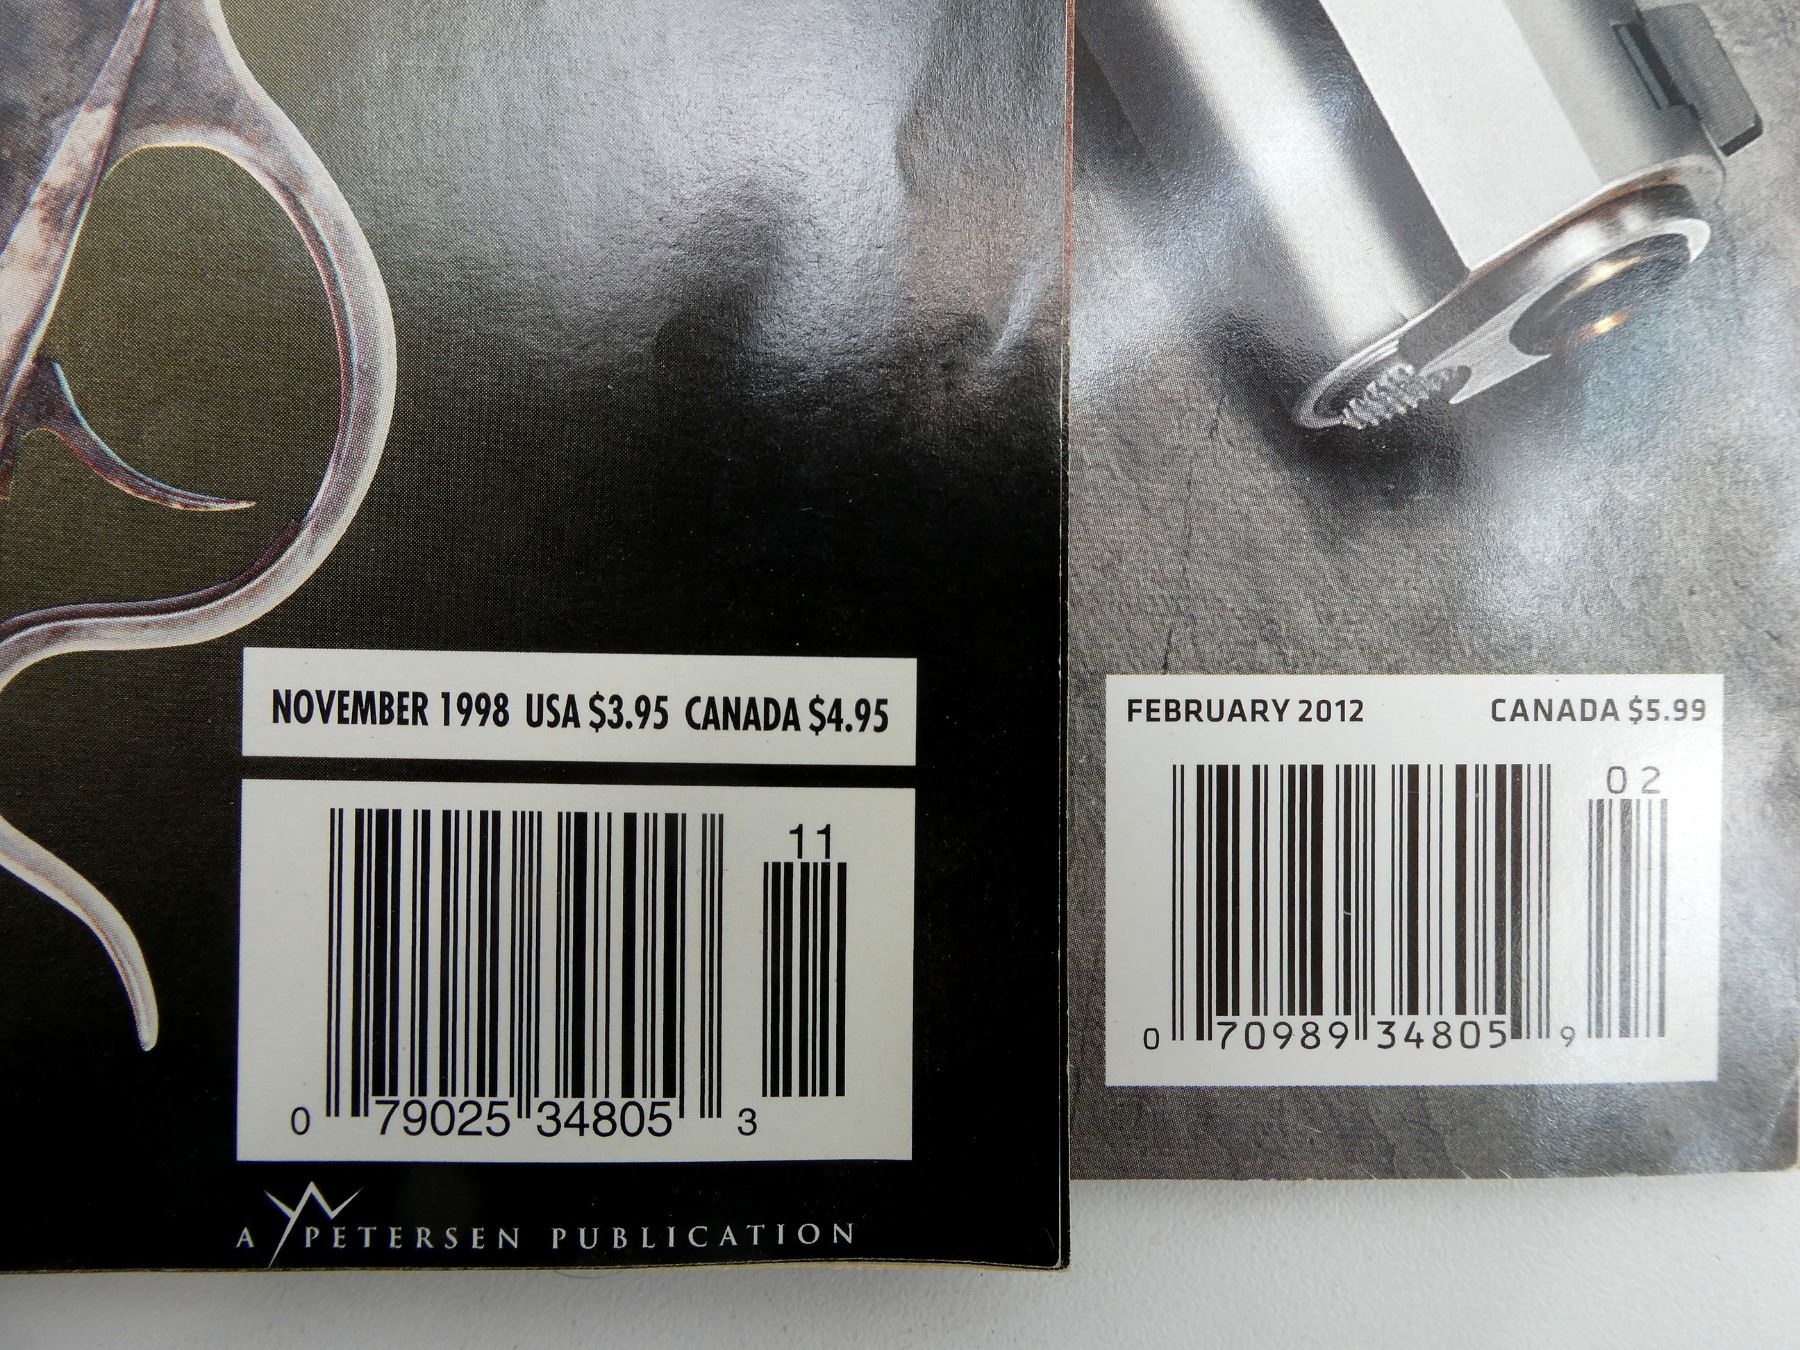 NOVEMBER 1998 USA $3.95 CANADA $4.95
11
0 79025 34805 3
A PETERSEN PUBLICATION
FEBRUARY 2012 CANADA $5.99
02
0 70989 34805 9